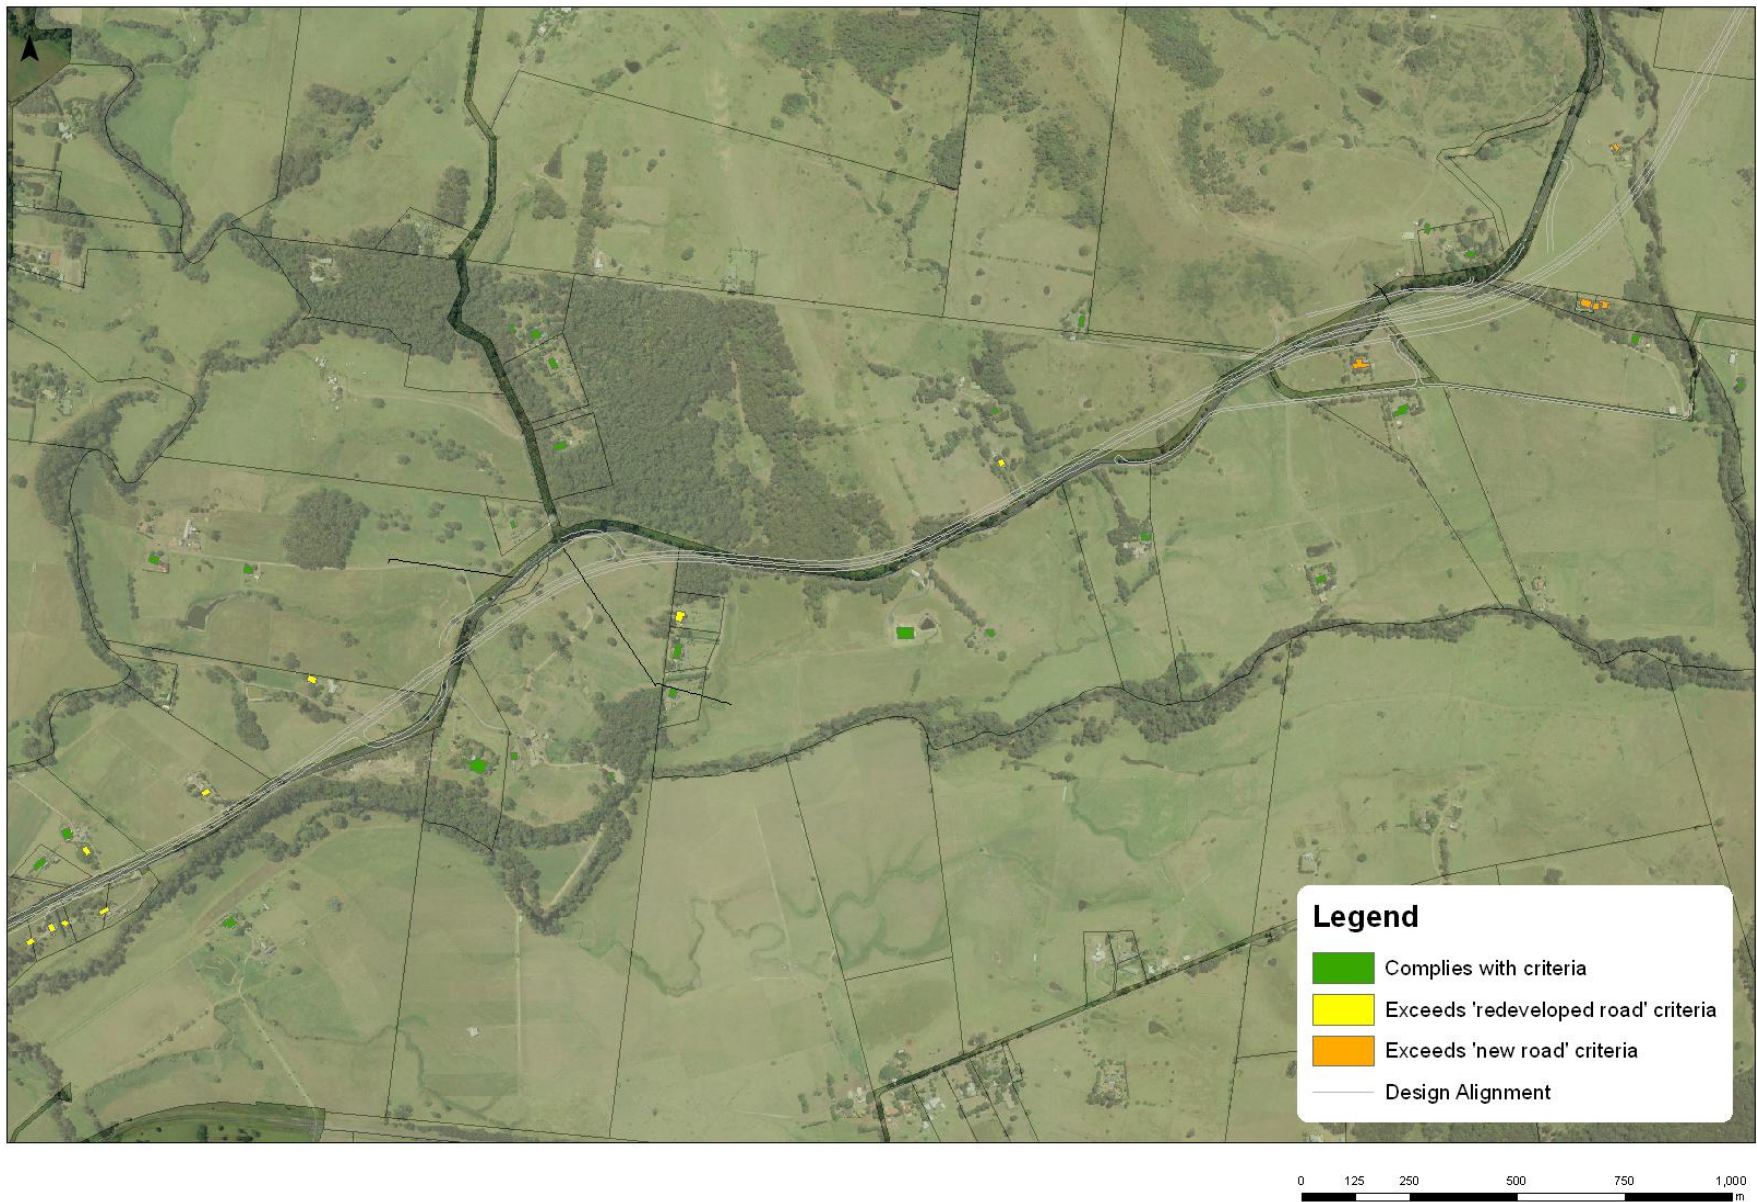 Legend
Complies with criteria
Exceeds 'redeveloped road' criteria
Exceeds 'new road' criteria
Design Alignment
0 125 250 500 750 1,000
m